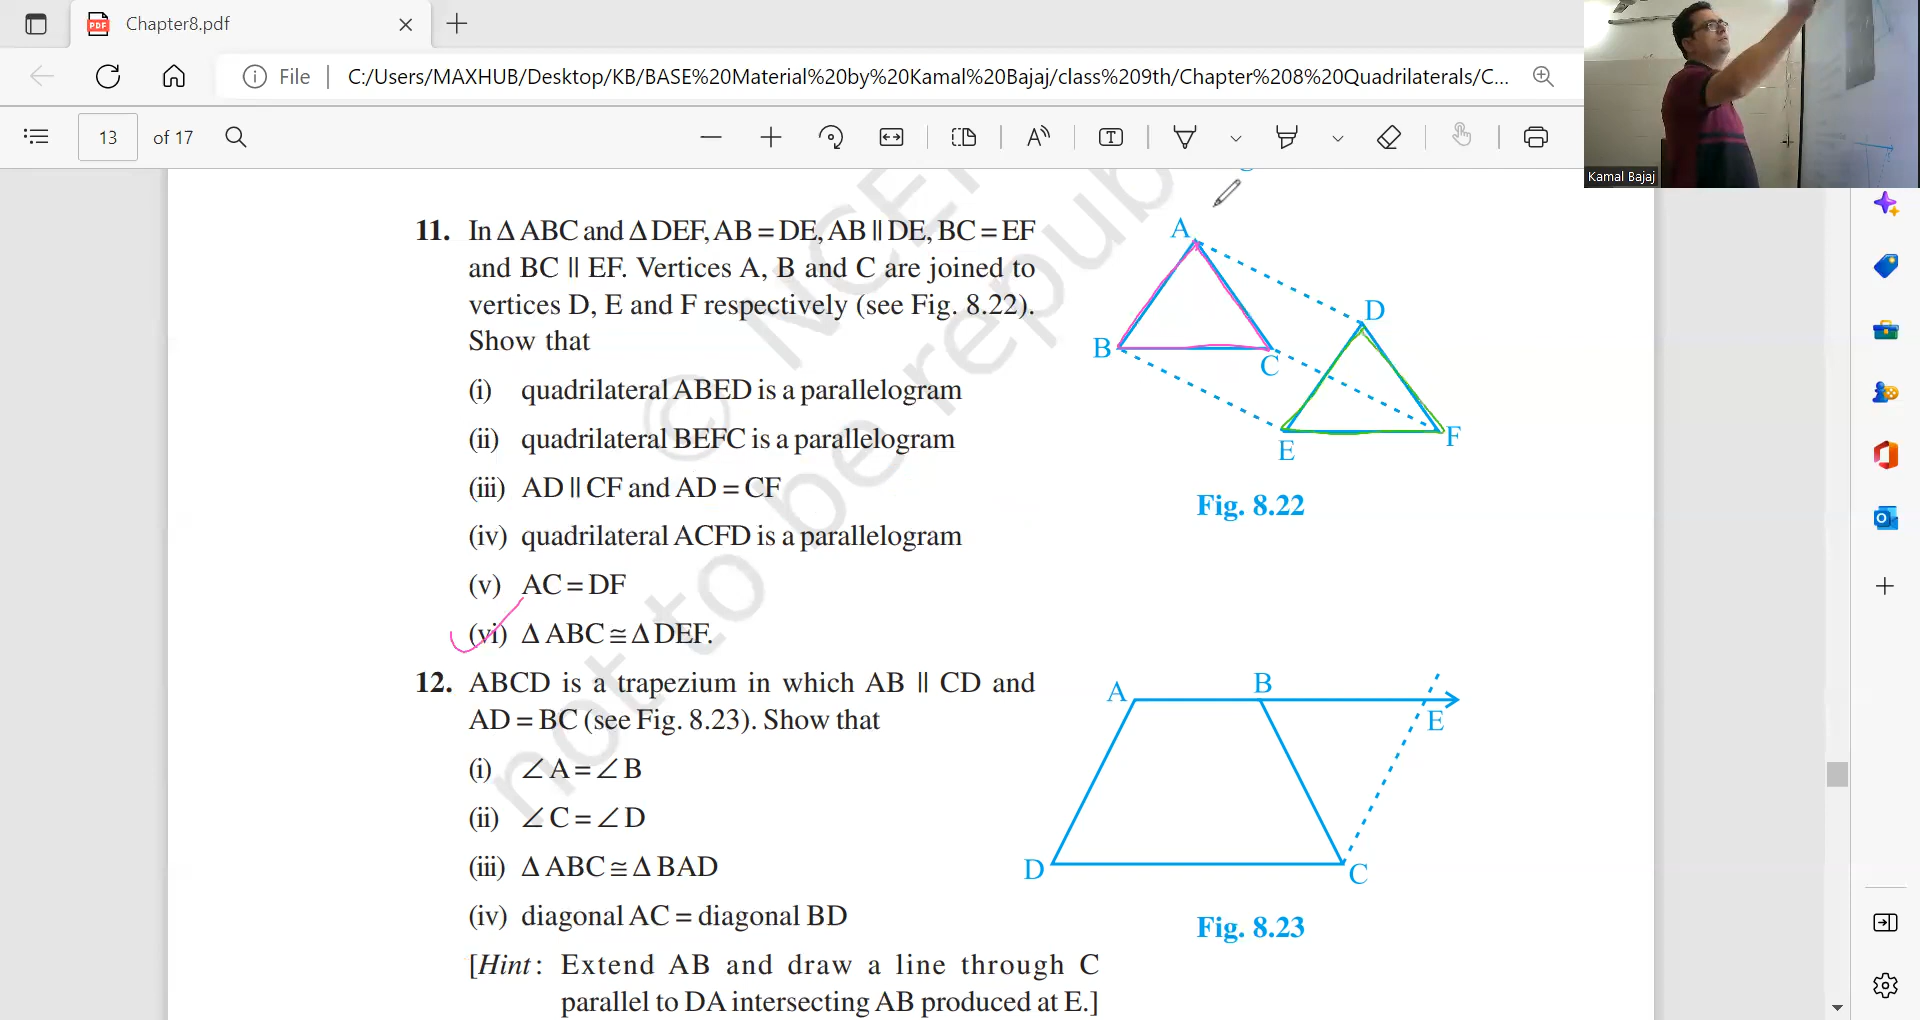 Chapter8.pdf
File
C:/Users/MAXHUB/Desktop/KB/BASE%20Material%20by%20Kamal%20Bajaj/class%209th/Chapter%208%20Quadrilaterals/C...
13 of 17
Kamal Bajaj
© NCE
not to be republ
11. In Δ ABC and Δ DEF, AB = DE, AB || DE, BC = EF
and BC || EF. Vertices A, B and C are joined to
vertices D, E and F respectively (see Fig. 8.22).
Show that
(i) quadrilateral ABED is a parallelogram
(ii) quadrilateral BEFC is a parallelogram
(iii) AD || CF and AD = CF
(iv) quadrilateral ACFD is a parallelogram
(v) AC = DF
(vi) Δ ABC ≅ Δ DEF.
A
D
B
C
E
F
Fig. 8.22
12. ABCD is a trapezium in which AB || CD and
AD = BC (see Fig. 8.23). Show that
(i) ∠A = ∠B
(ii) ∠C = ∠D
(iii) Δ ABC ≅ Δ BAD
(iv) diagonal AC = diagonal BD
[Hint : Extend AB and draw a line through C
parallel to DA intersecting AB produced at E.]
A
B
E
D
C
Fig. 8.23